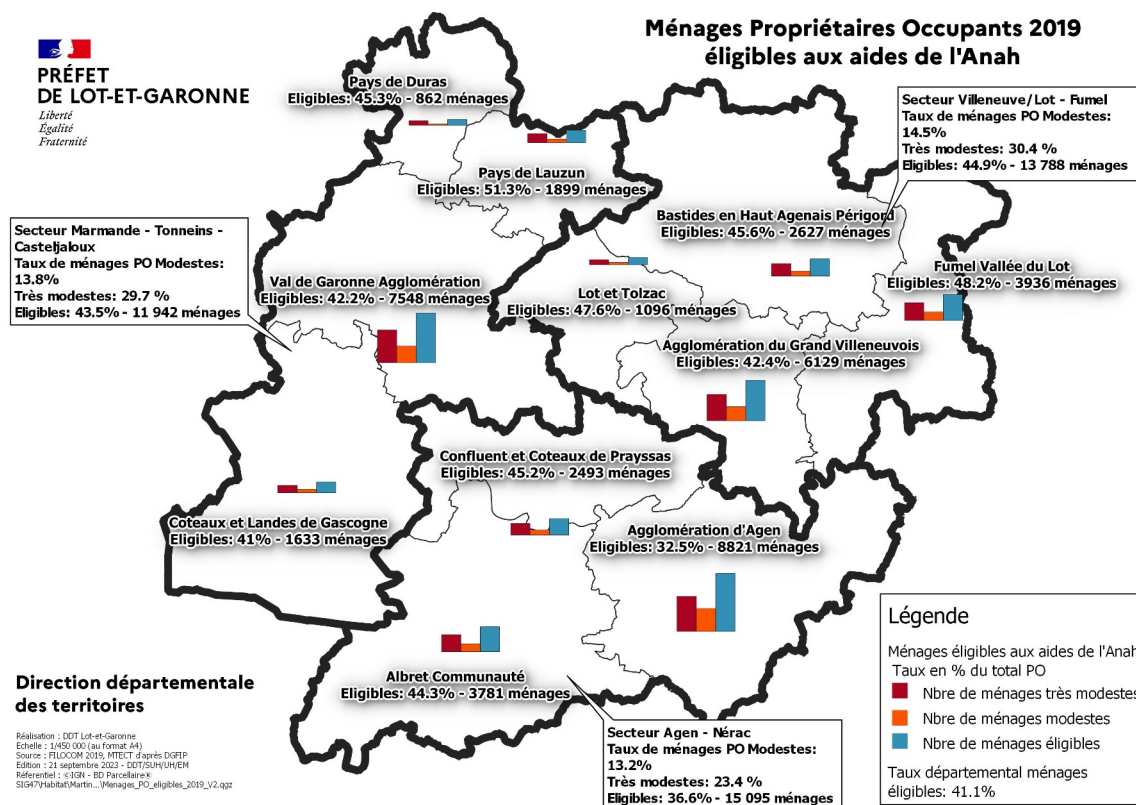 PRÉFET
DE LOT-ET-GARONNE
Liberté
Égalité
Fraternité
Ménages Propriétaires Occupants 2019
éligibles aux aides de l'Anah
Pays de Duras
Eligibles: 45.3% - 862 ménages
Secteur Villeneuve/Lot - Fumel
Taux de ménages PO Modestes:
14.5%
Très modestes: 30.4 %
Eligibles: 44.9% - 13 788 ménages
Pays de Lauzun
Eligibles: 51.3% - 1899 ménages
Bastides en Haut Agenais Périgord
Eligibles: 45.6% - 2627 ménages
Secteur Marmande - Tonneins -
Casteljaloux
Taux de ménages PO Modestes:
13.8%
Très modestes: 29.7 %
Eligibles: 43.5% - 11 942 ménages
Val de Garonne Agglomération
Eligibles: 42.2% - 7548 ménages
Lot et Tolzac
Eligibles: 47.6% - 1096 ménages
Fumel Vallée du Lot
Eligibles: 48.2% - 3936 ménages
Agglomération du Grand Villeneuvois
Eligibles: 42.4% - 6129 ménages
Confluent et Coteaux de Prayssas
Eligibles: 45.2% - 2493 ménages
Coteaux et Landes de Gascogne
Eligibles: 41% - 1633 ménages
Agglomération d'Agen
Eligibles: 32.5% - 8821 ménages
Albret Communauté
Eligibles: 44.3% - 3781 ménages
Secteur Agen - Nérac
Taux de ménages PO Modestes:
13.2%
Très modestes: 23.4 %
Eligibles: 36.6% - 15 095 ménages
Légende
Ménages éligibles aux aides de l'Anah
Taux en % du total PO
Nbre de ménages très modestes
Nbre de ménages modestes
Nbre de ménages éligibles
Taux départemental ménages
éligibles: 41.1%
Direction départementale
des territoires
Réalisation : DDT Lot-et-Garonne
Echelle : 1/450 000 (au format A4)
Source : FILOCOM 2019, MTECT d'après DGFIP
Edition : 21 septembre 2023 - DDT/SUH/UH/EM
Réferentiel : ©IGN - BD Parcellaire®
SIG47\Habitat\Martin...\Menages_PO_eligibles_2019_V2.qgz